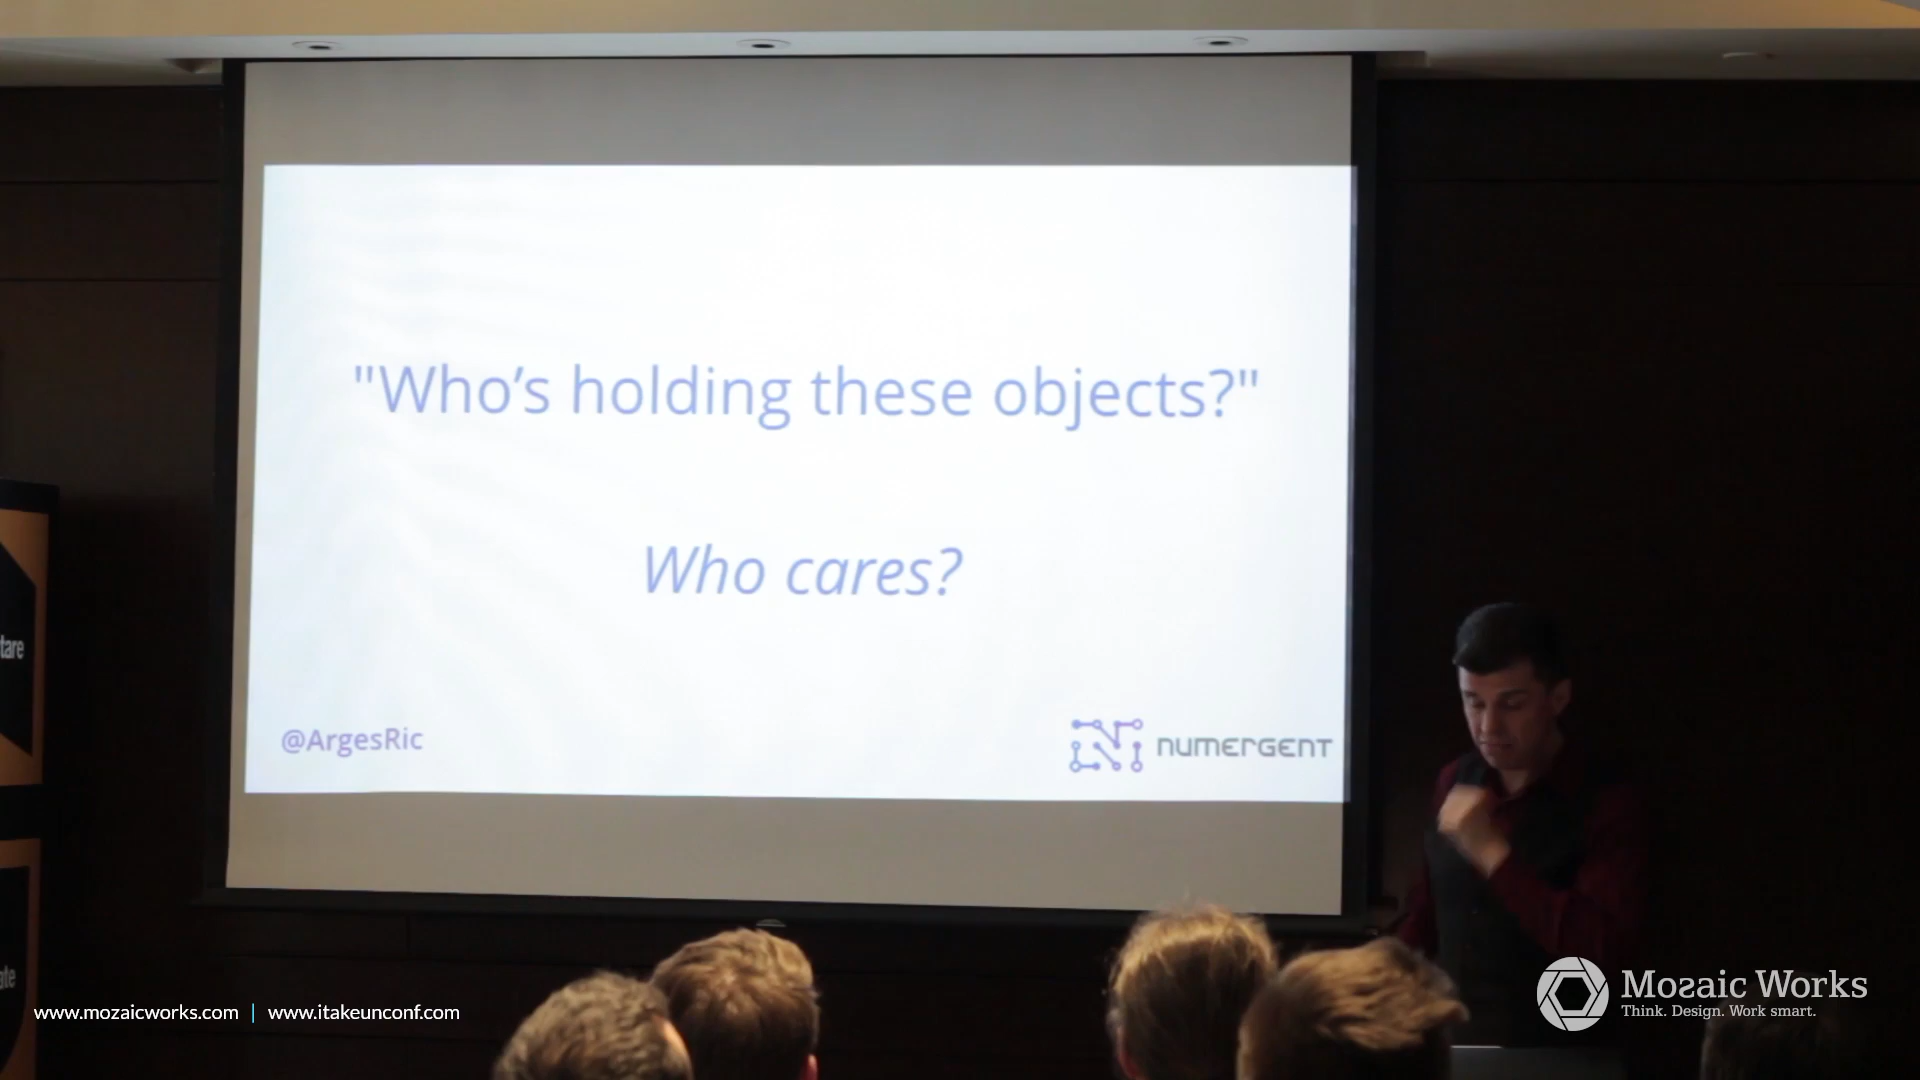 "Who’s holding these objects?"
Who cares?
@ArgesRic
NUMERGENT
tare
ate
www.mozaicworks.com | www.itakeunconf.com
Mozaic Works
Think. Design. Work smart.